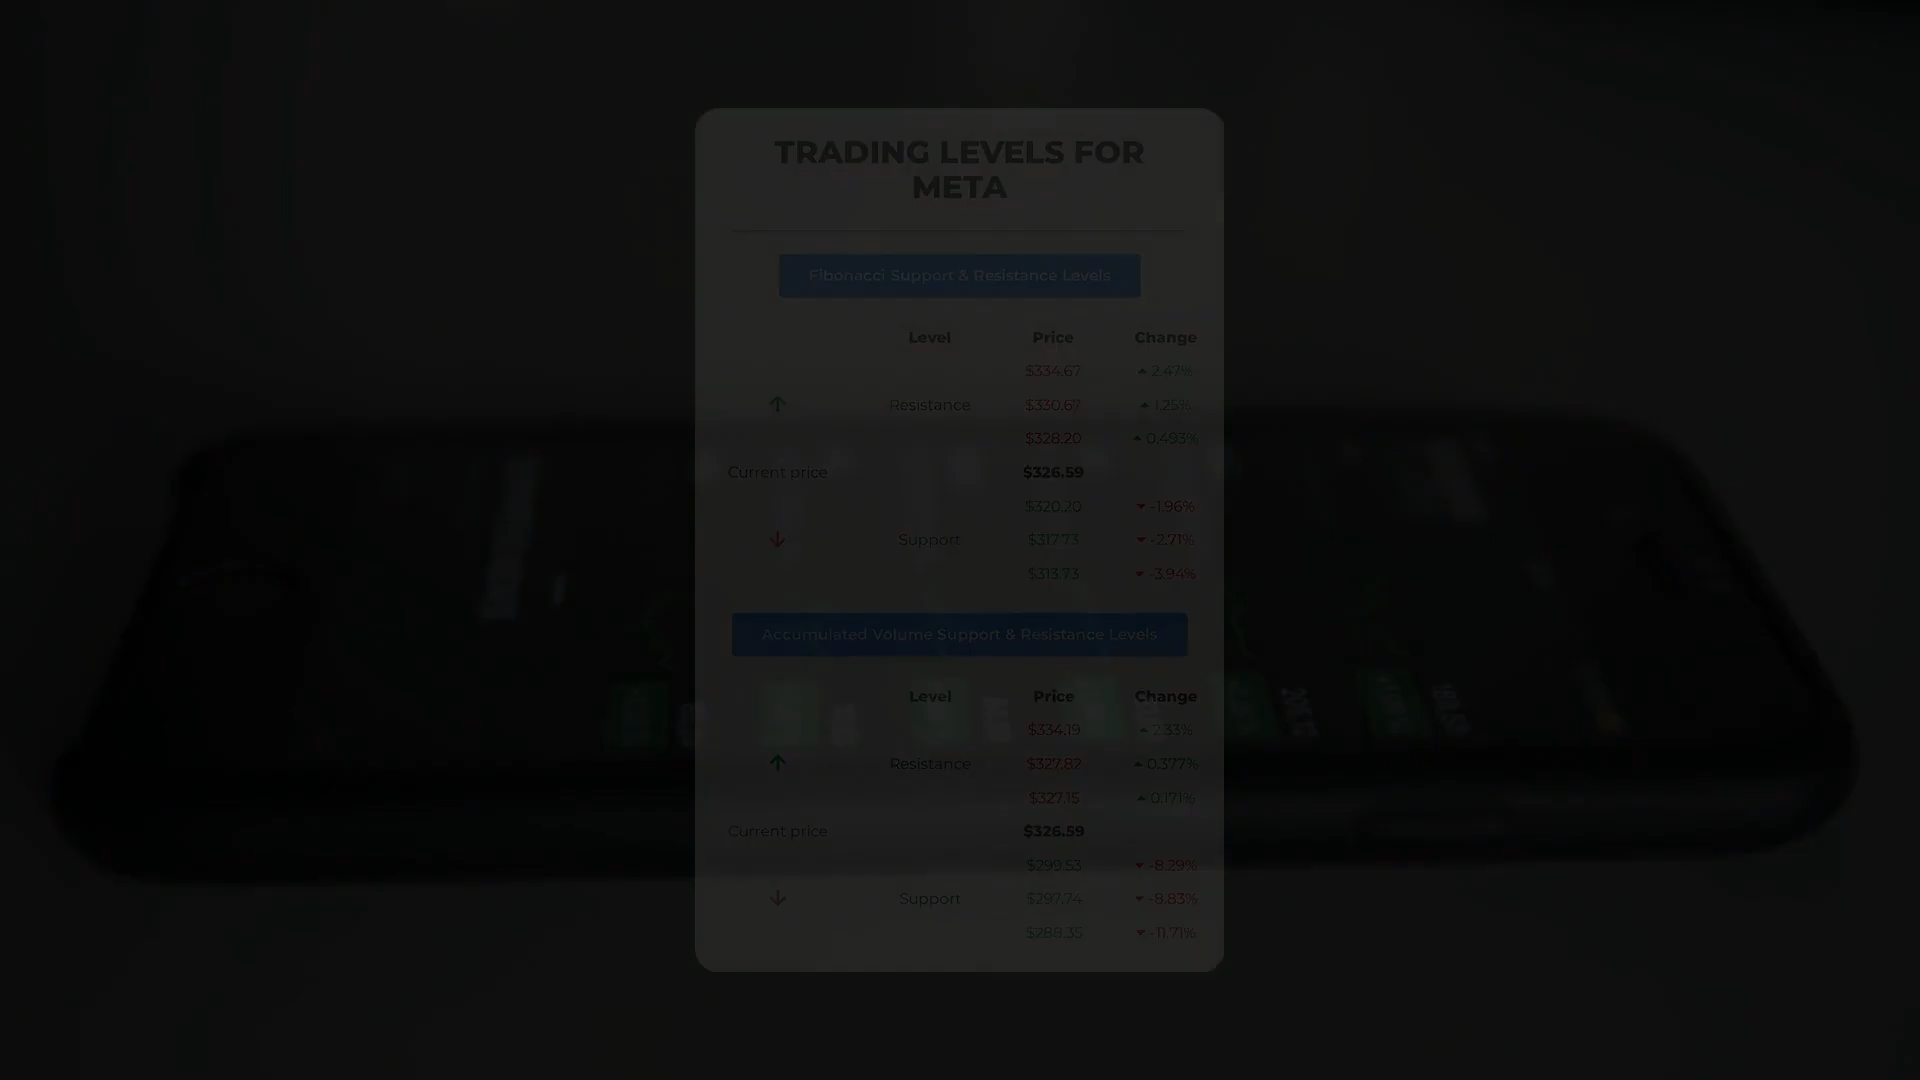 TRADING LEVELS FOR
META
Fibonacci Support & Resistance Levels
Level Price Change
$334.67 2.47%
Resistance $330.67 1.25%
$328.20 0.493%
Current price $326.59
$320.20 -1.96%
Support $317.73 -2.71%
$313.73 -3.94%
Accumulated Volume Support & Resistance Levels
Level Price Change
$334.19 2.33%
Resistance $327.82 0.377%
$327.15 0.171%
Current price $326.59
$299.53 -8.29%
Support $297.74 -8.83%
$288.35 -11.71%